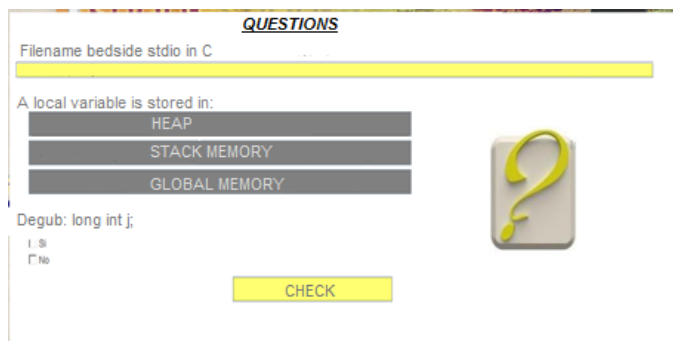 QUESTIONS
Filename bedside stdio in C
A local variable is stored in:
HEAP
STACK MEMORY
GLOBAL MEMORY
Degub: long int j;
Si
No
CHECK